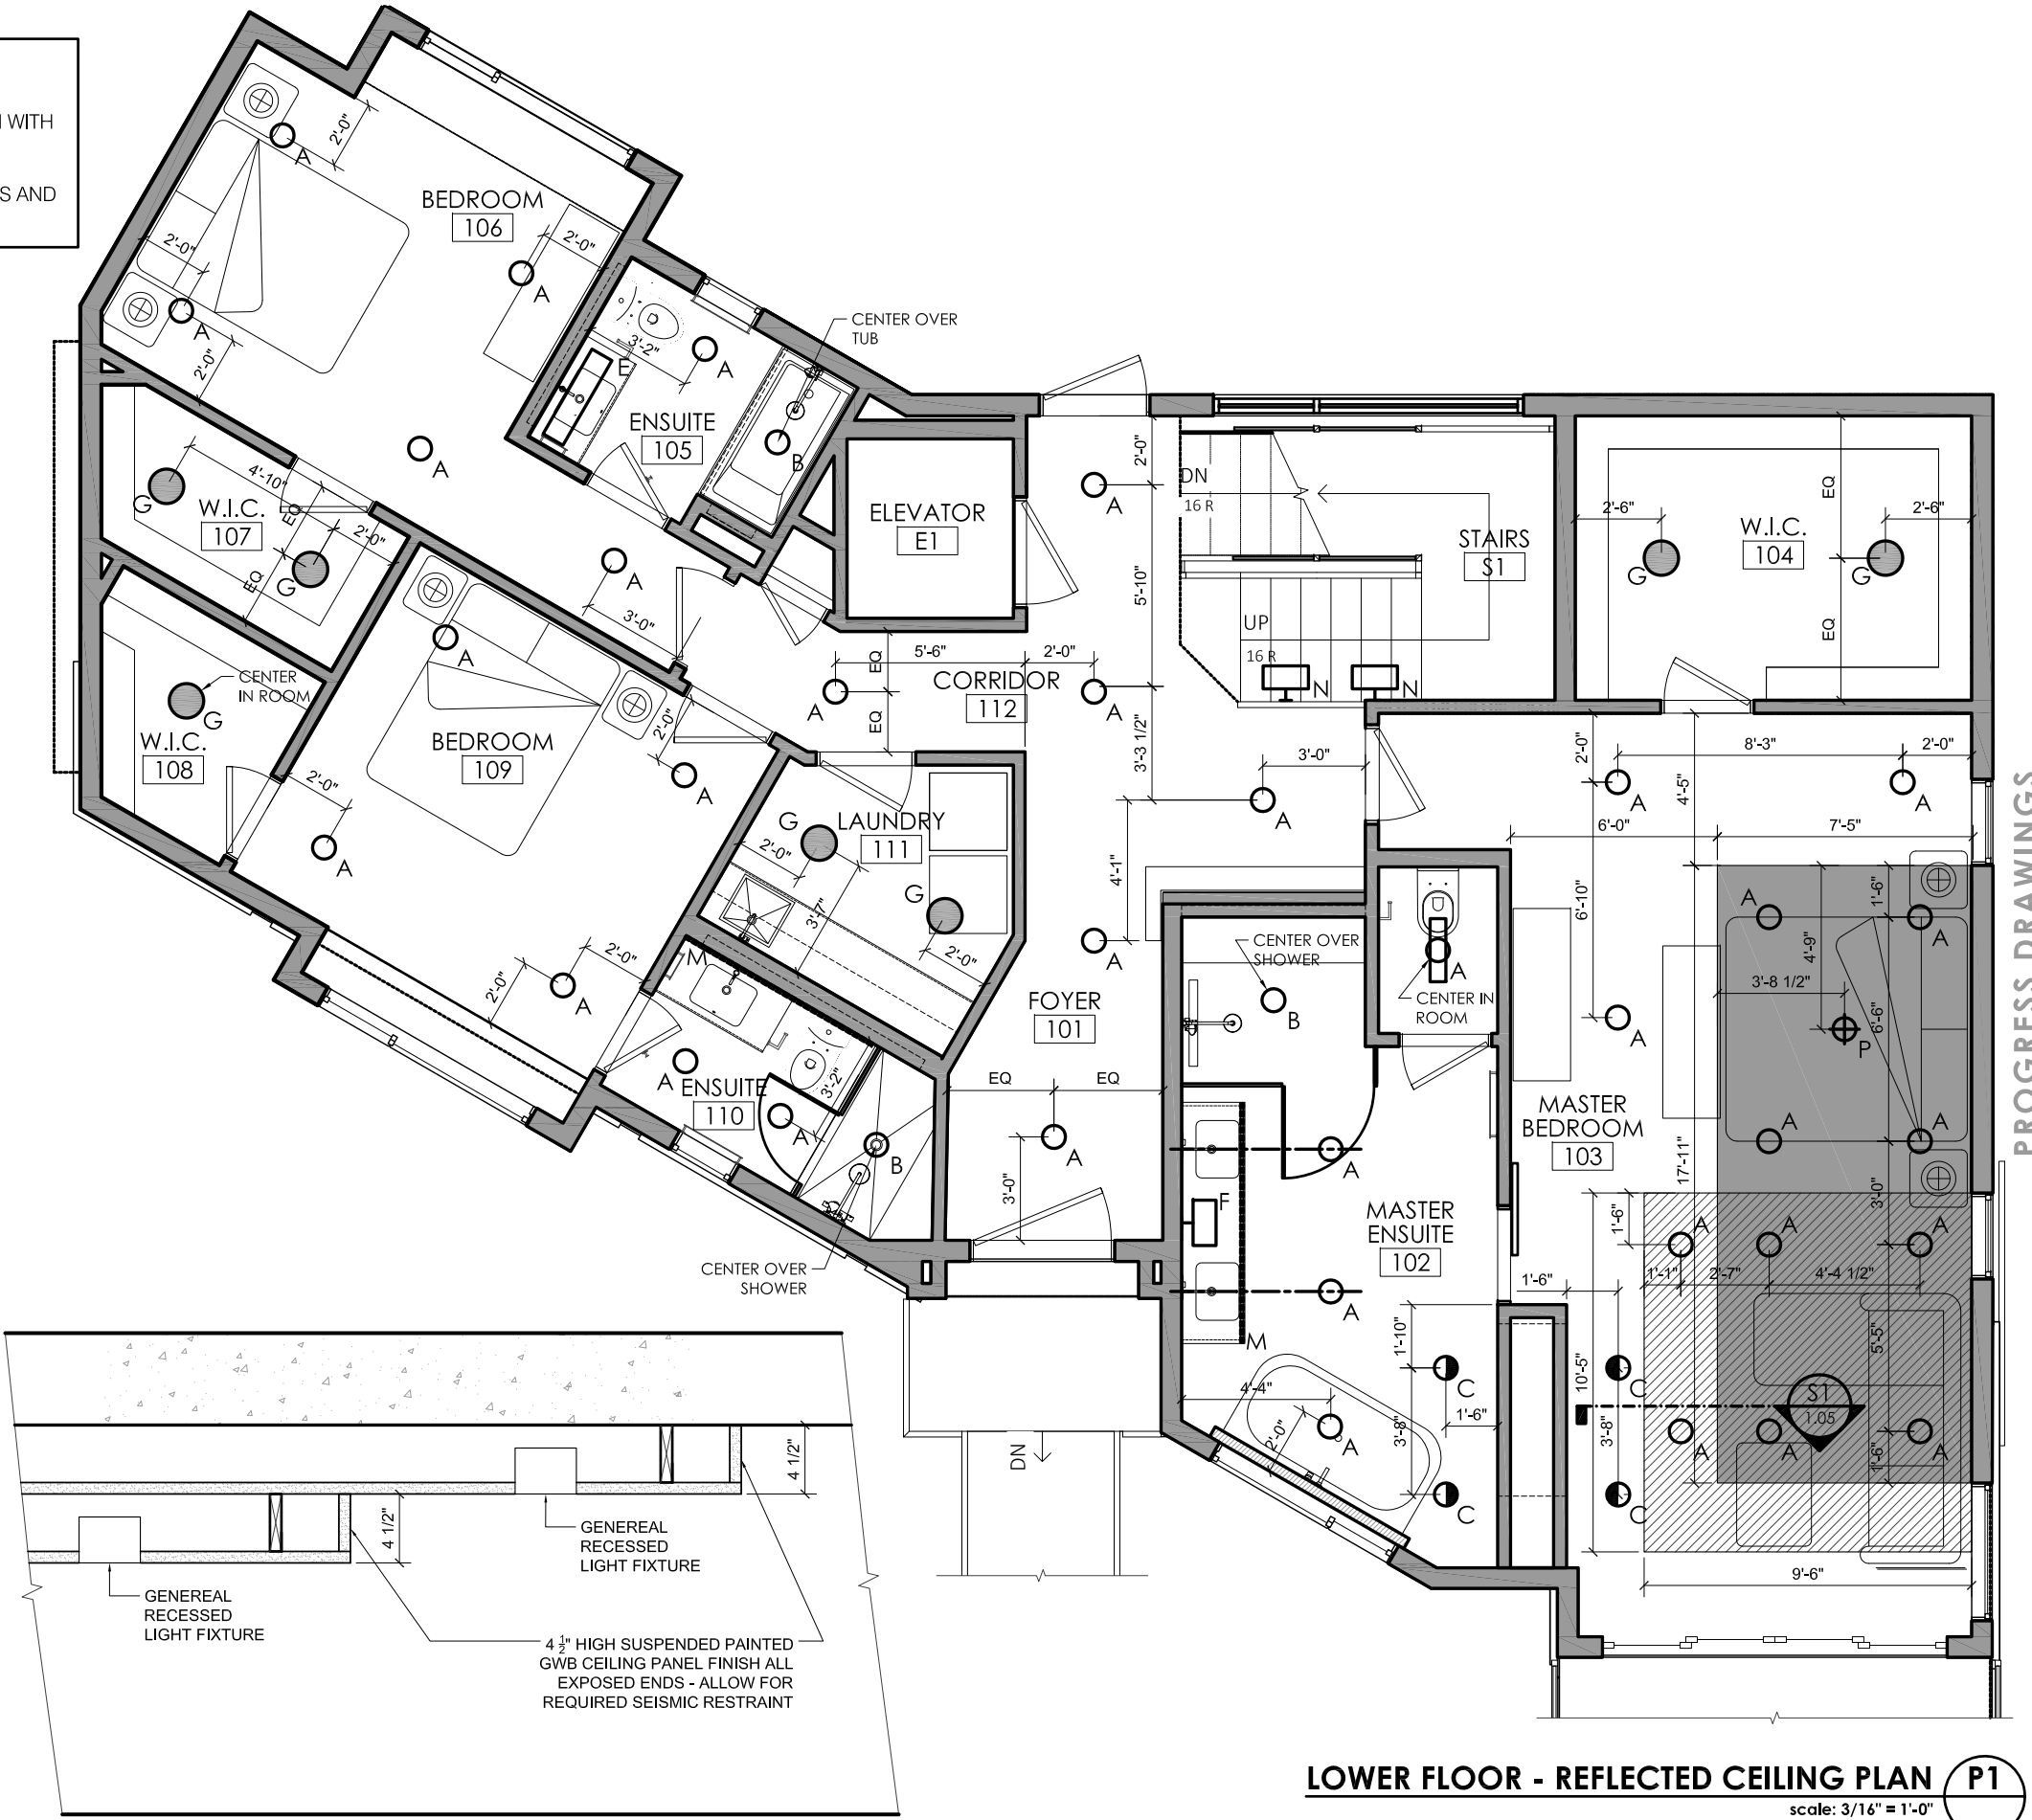 WITH
S AND
2'-0"
A
BEDROOM
106
2'-0"
A
2'-0"
A
2'-0"
CENTER OVER
TUB
3'-2"
E
A
ENSUITE
105
B
A
4'-10"
G
W.I.C.
107
EQ
2'-0"
G
EQ
A
3'-0"
ELEVATOR
E1
2'-0"
A
DN
16 R
5'-10"
STAIRS
S1
UP
16 R
N
N
2'-6"
EQ
2'-6"
W.I.C.
104
G
G
EQ
CENTER
IN ROOM
G
W.I.C.
108
A
BEDROOM
109
2'-0"
A
2'-0"
A
2'-0"
2'-0"
A
5'-6"
EQ
2'-0"
CORRIDOR
112
A
A
EQ
3'-3 1/2"
3'-0"
A
4'-1"
A
G
LAUNDRY
111
2'-0"
3'-7"
G
2'-0"
M
A
ENSUITE
110
3'-2"
A
B
CENTER OVER
SHOWER
FOYER
101
EQ
EQ
A
3'-0"
DN
CENTER OVER
SHOWER
B
A
CENTER IN
ROOM
A
F
MASTER
ENSUITE
102
A
M
1'-10"
4'-4"
C
3'-8"
1'-6"
2'-0"
A
C
2'-0"
8'-3"
2'-0"
4'-5"
A
A
6'-0"
7'-5"
6'-10"
1'-6"
A
A
4'-9"
3'-8 1/2"
6'-6"
A
P
MASTER
BEDROOM
103
A
A
17'-11"
3'-0"
1'-6"
A
A
A
1'-1"
2'-7"
4'-4 1/2"
1'-6"
10'-5"
5'-5"
C
3'-8"
S1
1.05
A
A
A
1'-6"
C
9'-6"
PROGRESS DRAWINGS
4 1/2"
4 1/2"
GENEREAL
RECESSED
LIGHT FIXTURE
GENEREAL
RECESSED
LIGHT FIXTURE
4 ½" HIGH SUSPENDED PAINTED
GWB CEILING PANEL FINISH ALL
EXPOSED ENDS - ALLOW FOR
REQUIRED SEISMIC RESTRAINT
LOWER FLOOR - REFLECTED CEILING PLAN
P1
scale: 3/16" = 1'-0"